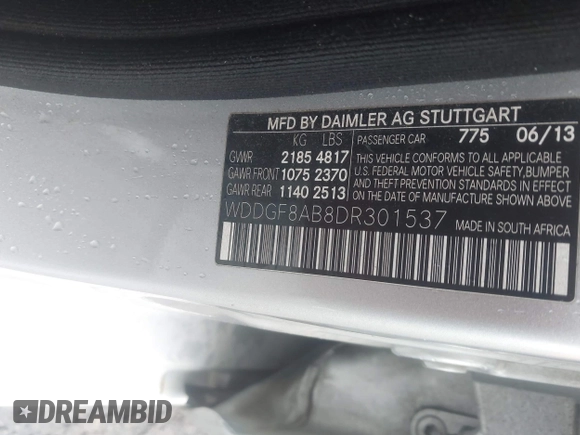 MFD BY DAIMLER AG STUTTGART
KG LBS PASSENGER CAR 775 06/13
GVWR 2185 4817 THIS VEHICLE CONFORMS TO ALL APPLICABLE
GAWR FRONT 1075 2370 U.S. FEDERAL MOTOR VEHICLE SAFETY, BUMPER
GAWR REAR 1140 2513 AND THEFT PREVENTION STANDARDS IN EFFECT
ON THE DATE OF MANUFACTURE SHOWN ABOVE.
WDDGF8AB8DR301537 MADE IN SOUTH AFRICA
DREAMBID